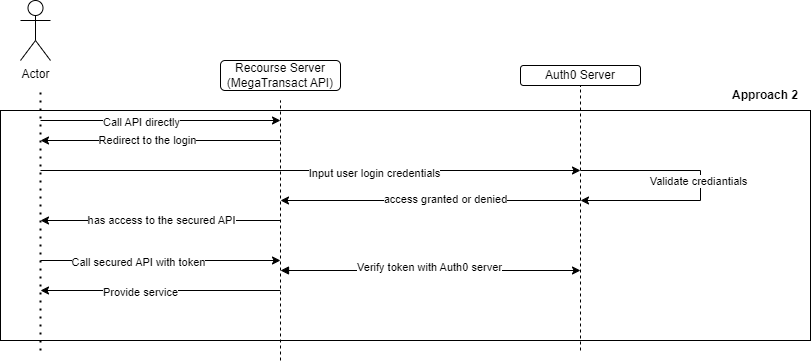 Actor
Recourse Server
(MegaTransact API)
Auth0 Server
Approach 2
Call API directly
Redirect to the login
Input user login credentials
Validate crediantials
access granted or denied
has access to the secured API
Call secured API with token
Verify token with Auth0 server
Provide service